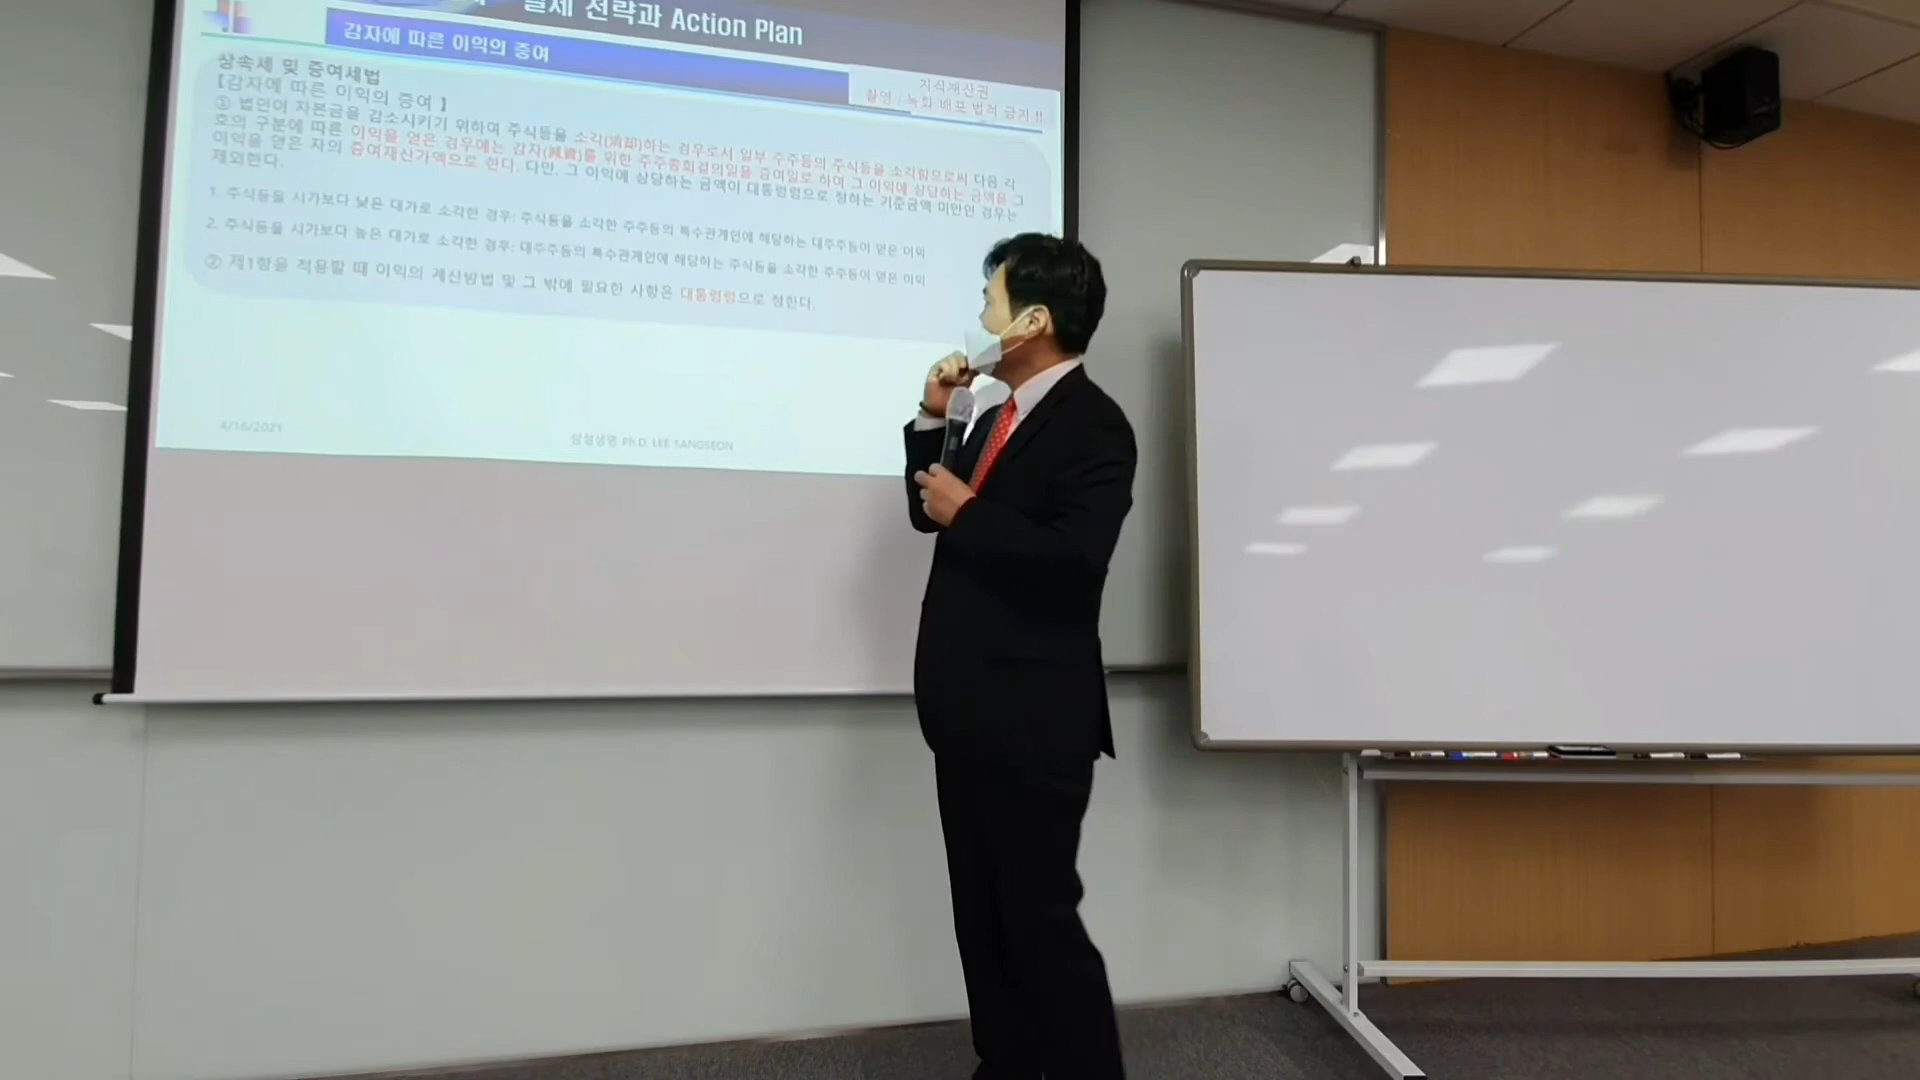 절세 전략과 Action Plan
감자에 따른 이익의 증여
지식재산권
촬영 / 녹화 배포 법적 금지 !!
상속세 및 증여세법
【감자에 따른 이익의 증여 】
① 법인이 자본금을 감소시키기 위하여 주식등을 소각(消却)하는 경우로서 일부 주주등의 주식등을 소각함으로써 다음 각
호의 구분에 따른 이익을 얻은 경우에는 감자(減資)를 위한 주주총회결의일을 증여일로 하여 그 이익에 상당하는 금액을 그
이익을 얻은 자의 증여재산가액으로 한다. 다만, 그 이익에 상당하는 금액이 대통령령으로 정하는 기준금액 미만인 경우는
제외한다.
1. 주식등을 시가보다 낮은 대가로 소각한 경우: 주식등을 소각한 주주등의 특수관계인에 해당하는 대주주등이 얻은 이익
2. 주식등을 시가보다 높은 대가로 소각한 경우: 대주주등의 특수관계인에 해당하는 주식등을 소각한 주주등이 얻은 이익
② 제1항을 적용할 때 이익의 계산방법 및 그 밖에 필요한 사항은 대통령령으로 정한다.
4/16/2021
삼성생명 Ph.D. LEE SANGSEON